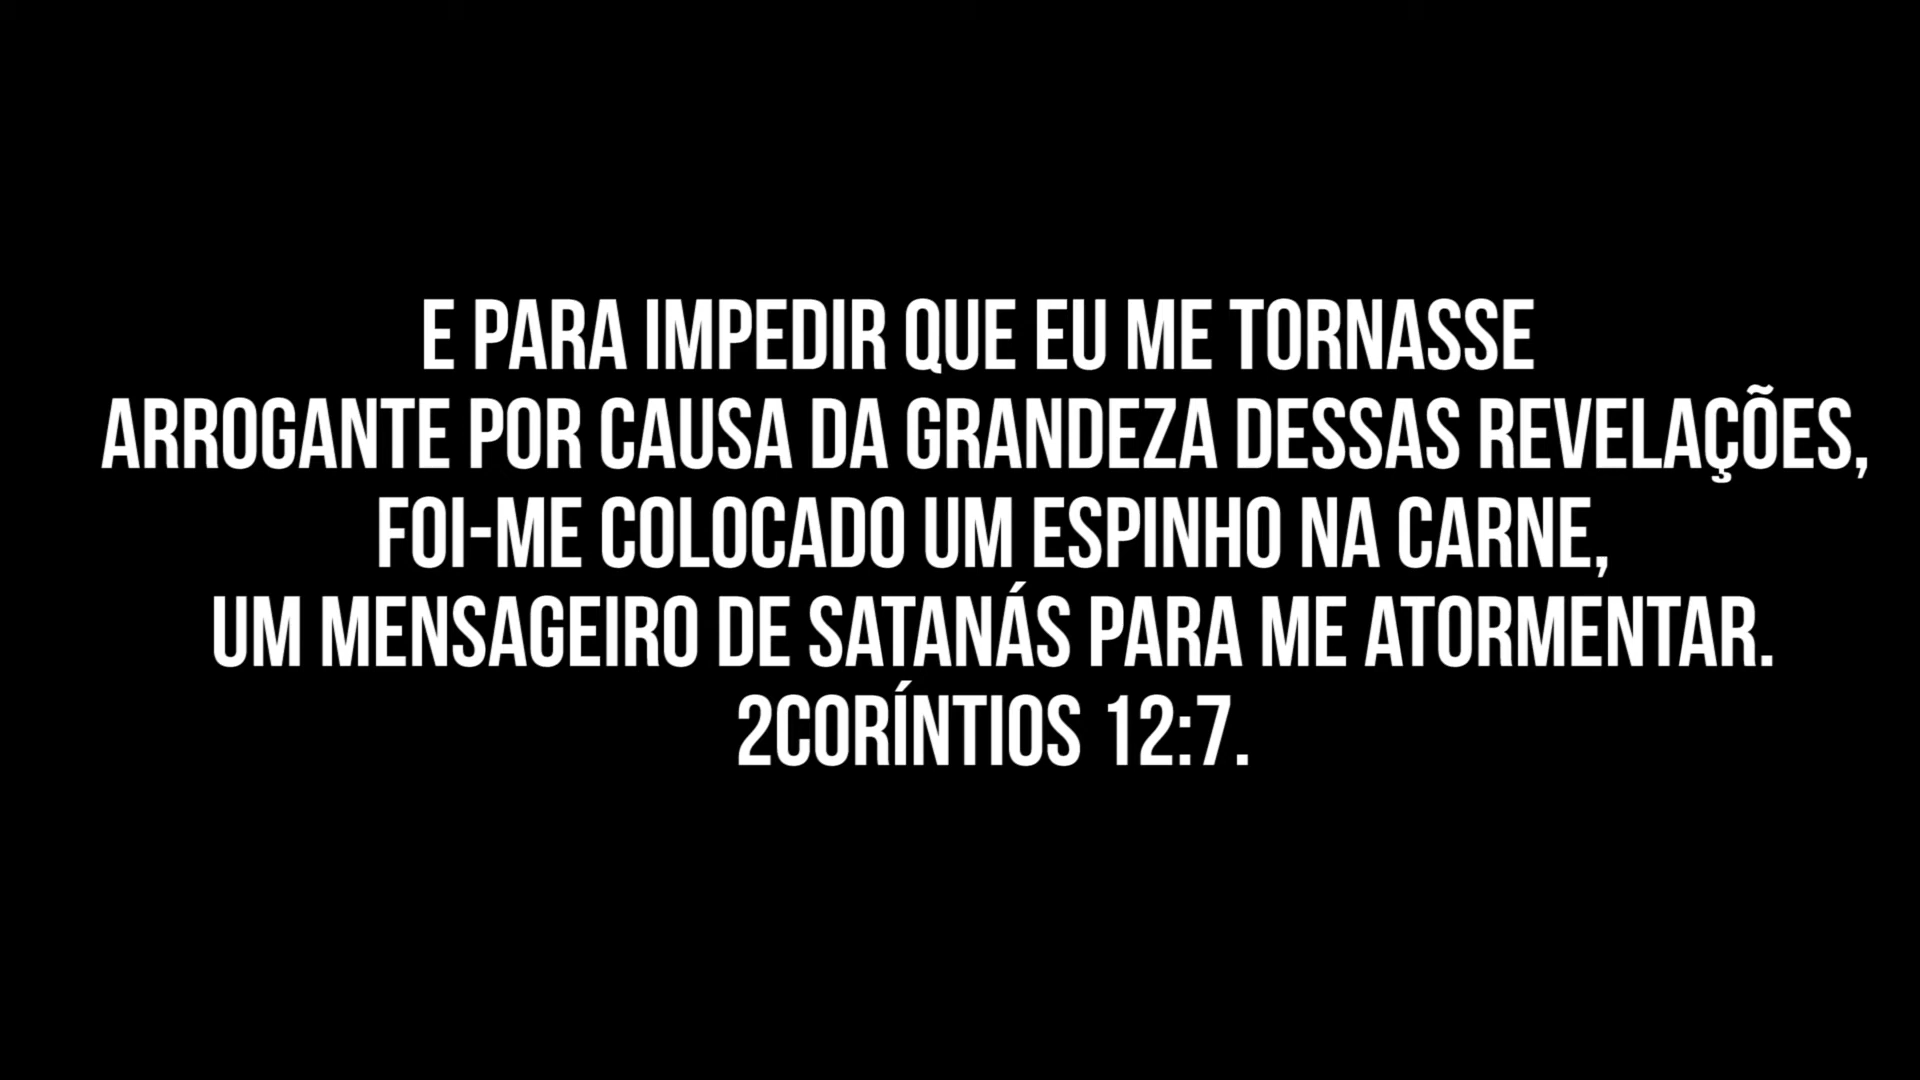 E PARA IMPEDIR QUE EU ME TORNASSE
ARROGANTE POR CAUSA DA GRANDEZA DESSAS REVELAÇÕES,
FOI-ME COLOCADO UM ESPINHO NA CARNE,
UM MENSAGEIRO DE SATANÁS PARA ME ATORMENTAR.
2CORÍNTIOS 12:7.